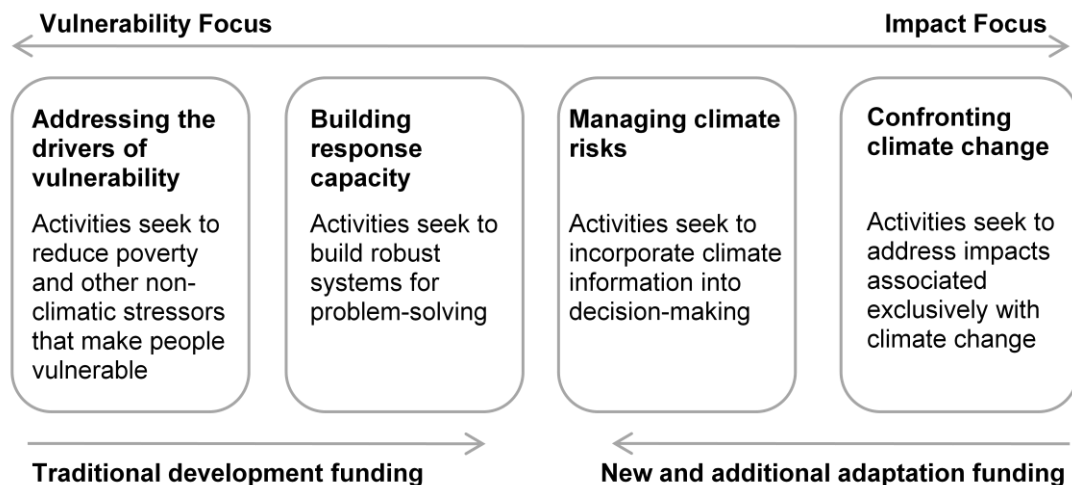 Vulnerability Focus
Impact Focus
Addressing the
drivers of
vulnerability
Activities seek to
reduce poverty
and other non-
climatic stressors
that make people
vulnerable
Building
response
capacity
Activities seek to
build robust
systems for
problem-solving
Managing climate
risks
Activities seek to
incorporate climate
information into
decision-making
Confronting
climate change
Activities seek to
address impacts
associated
exclusively with
climate change
Traditional development funding
New and additional adaptation funding